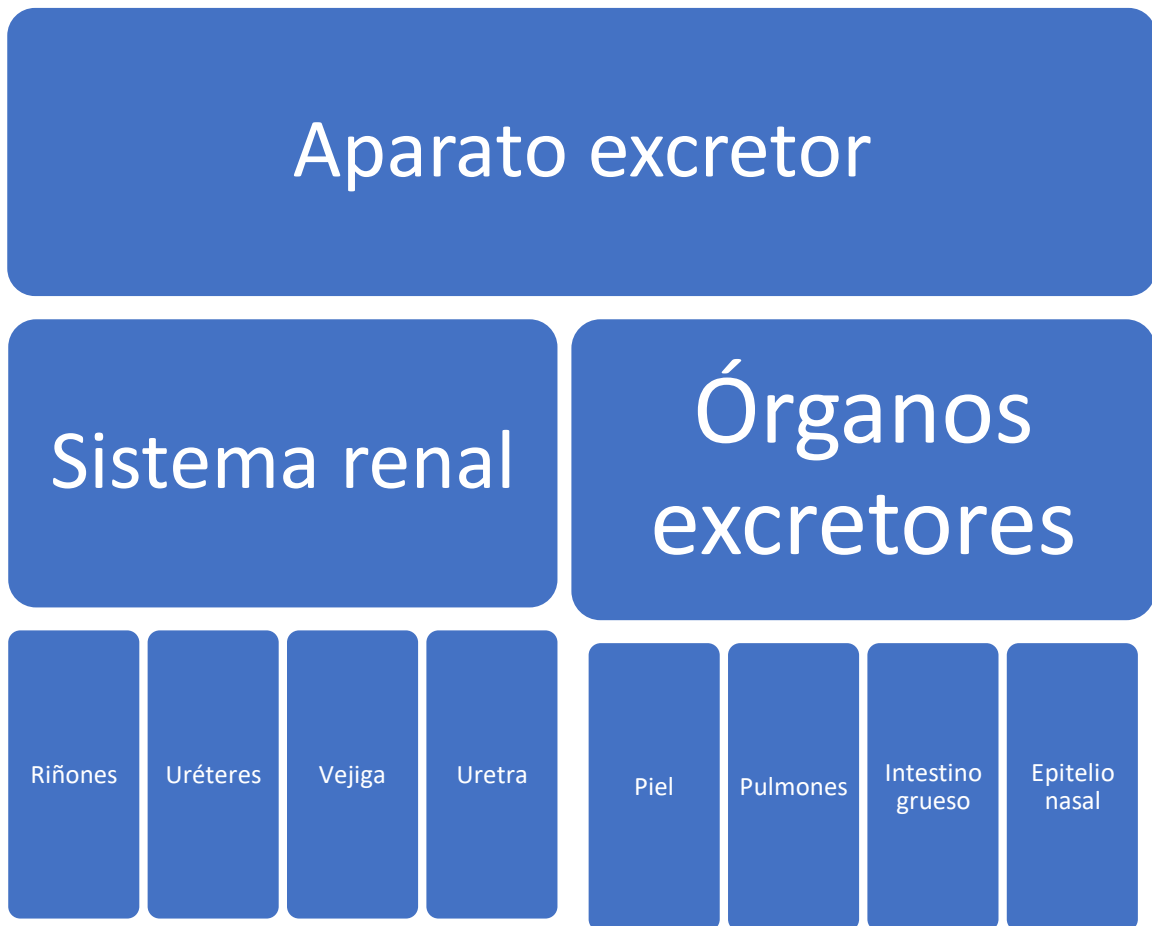 Aparato excretor
Sistema renal
Órganos
excretores
Riñones
Uréteres
Vejiga
Uretra
Piel
Pulmones
Intestino
grueso
Epitelio
nasal